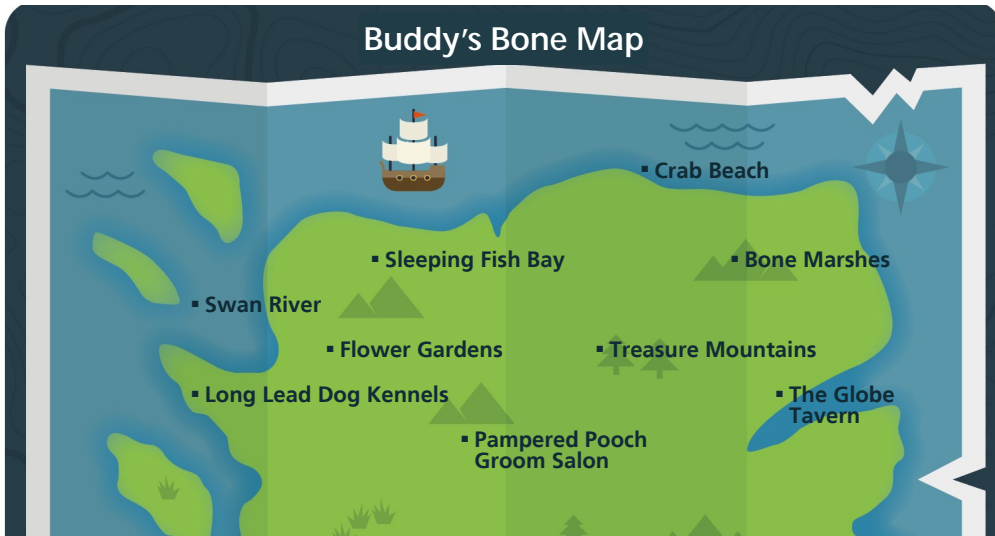 Buddy's Bone Map
Crab Beach
Sleeping Fish Bay
Bone Marshes
Swan River
Flower Gardens
Treasure Mountains
Long Lead Dog Kennels
The Globe
Tavern
Pampered Pooch
Groom Salon